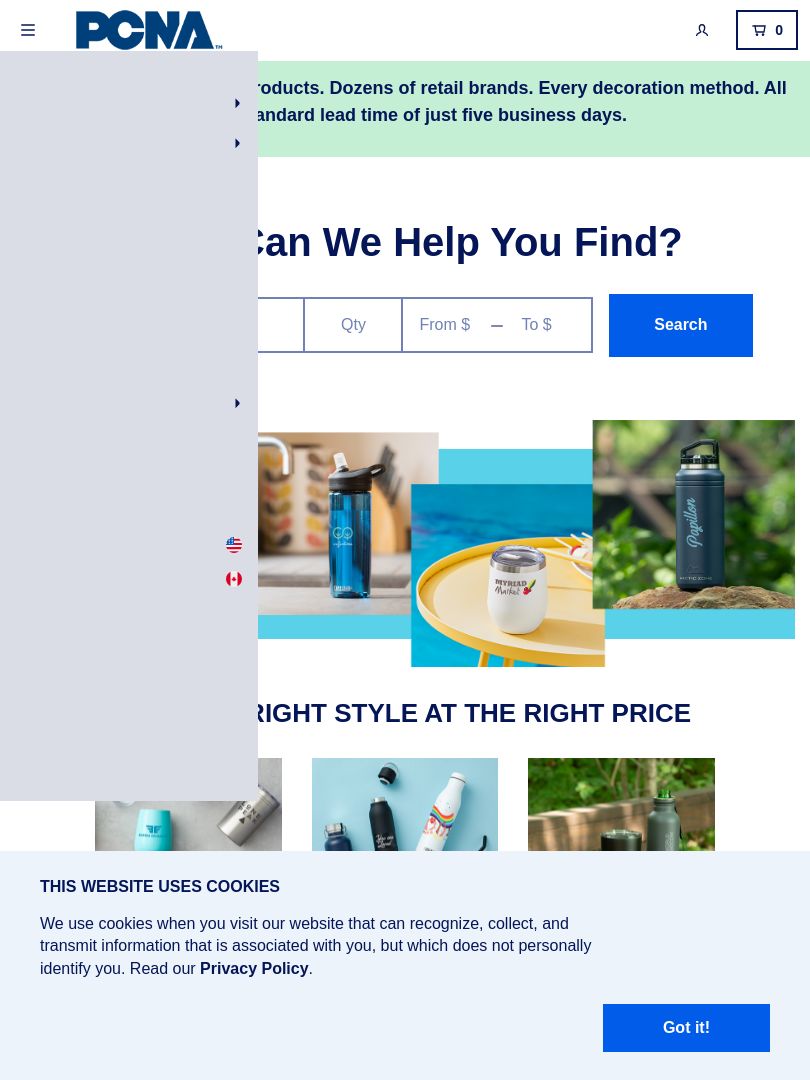 PCNA™
0
roducts. Dozens of retail brands. Every decoration method. All
andard lead time of just five business days.
Can We Help You Find?
Qty
From $
To $
Search
Papillon
ARCTIC ZONE
MYRIAD
Market
RIGHT STYLE AT THE RIGHT PRICE
THIS WEBSITE USES COOKIES
We use cookies when you visit our website that can recognize, collect, and
transmit information that is associated with you, but which does not personally
identify you. Read our Privacy Policy.
Got it!